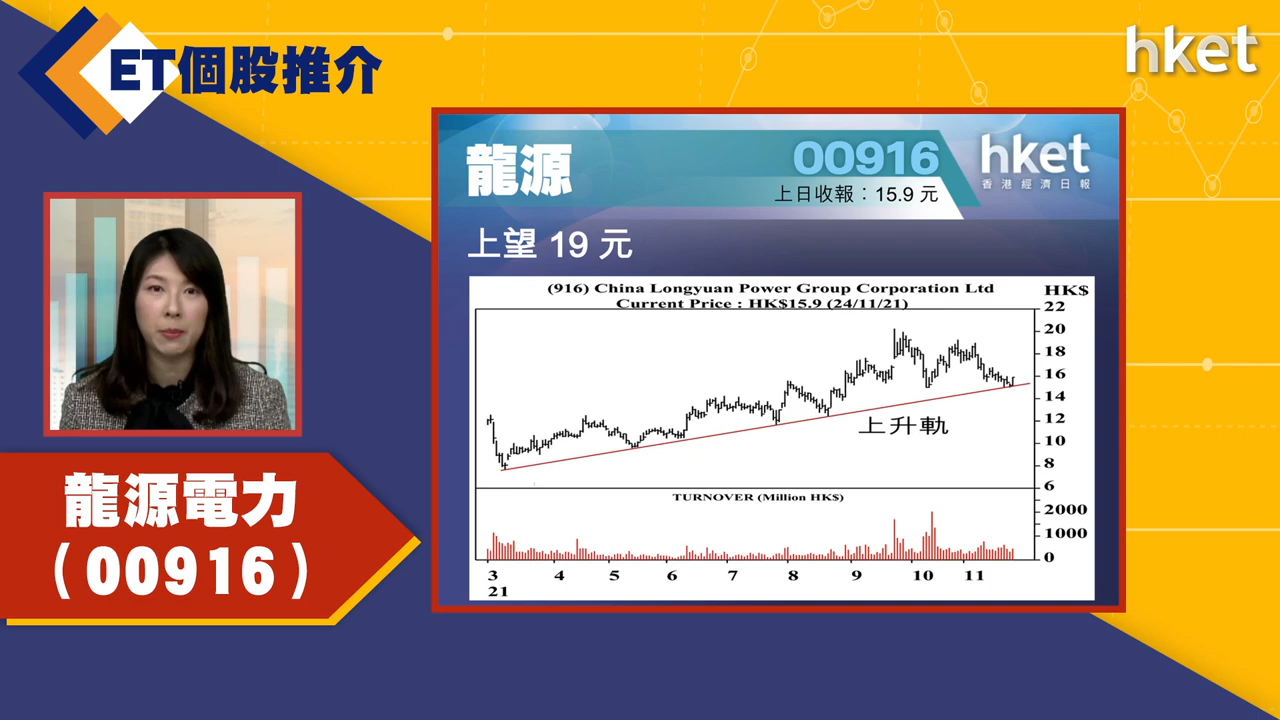 ET個股推介
hket
龍源
00916
上日收報：15.9 元
hket
香港經濟日報
上望 19 元
(916) China Longyuan Power Group Corporation Ltd
Current Price : HK$15.9 (24/11/21)
HK$
22
20
18
16
14
12
10
8
6
上升軌
TURNOVER (Million HK$)
2000
1000
0
3 4 5 6 7 8 9 10 11
21
龍源電力
(00916)